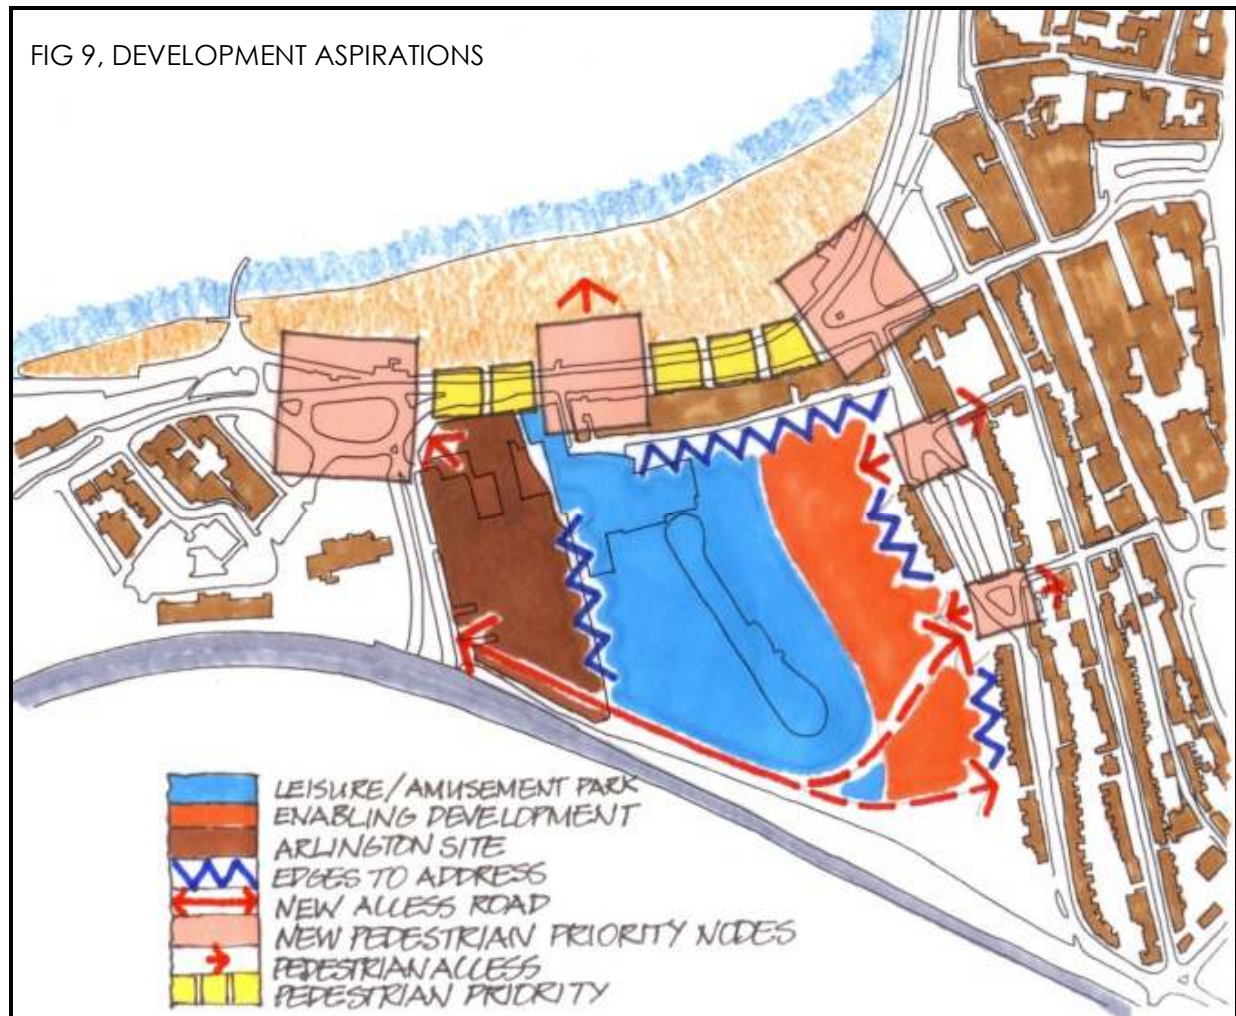 FIG 9, DEVELOPMENT ASPIRATIONS
LEISURE/AMUSEMENT PARK
ENABLING DEVELOPMENT
ARLINGTON SITE
EDGES TO ADDRESS
NEW ACCESS ROAD
NEW PEDESTRIAN PRIORITY NODES
PEDESTRIAN ACCESS
PEDESTRIAN PRIORITY